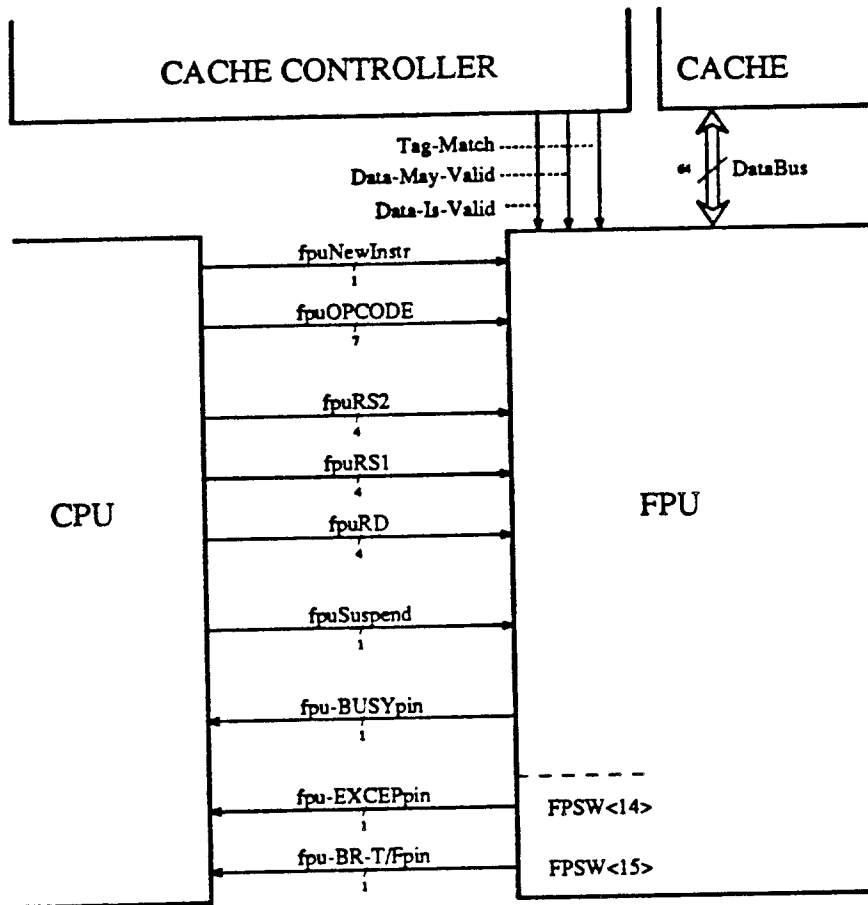 CACHE CONTROLLER
CACHE
Tag-Match
Data-May-Valid
Data-Is-Valid
64
DataBus
fpuNewInstr
1
fpuOPCODE
7
fpuRS2
4
fpuRS1
4
CPU
FPU
fpuRD
4
fpuSuspend
1
fpu-BUSYpin
1
fpu-EXCEPpin
1
FPSW<14>
fpu-BR-T/Fpin
1
FPSW<15>